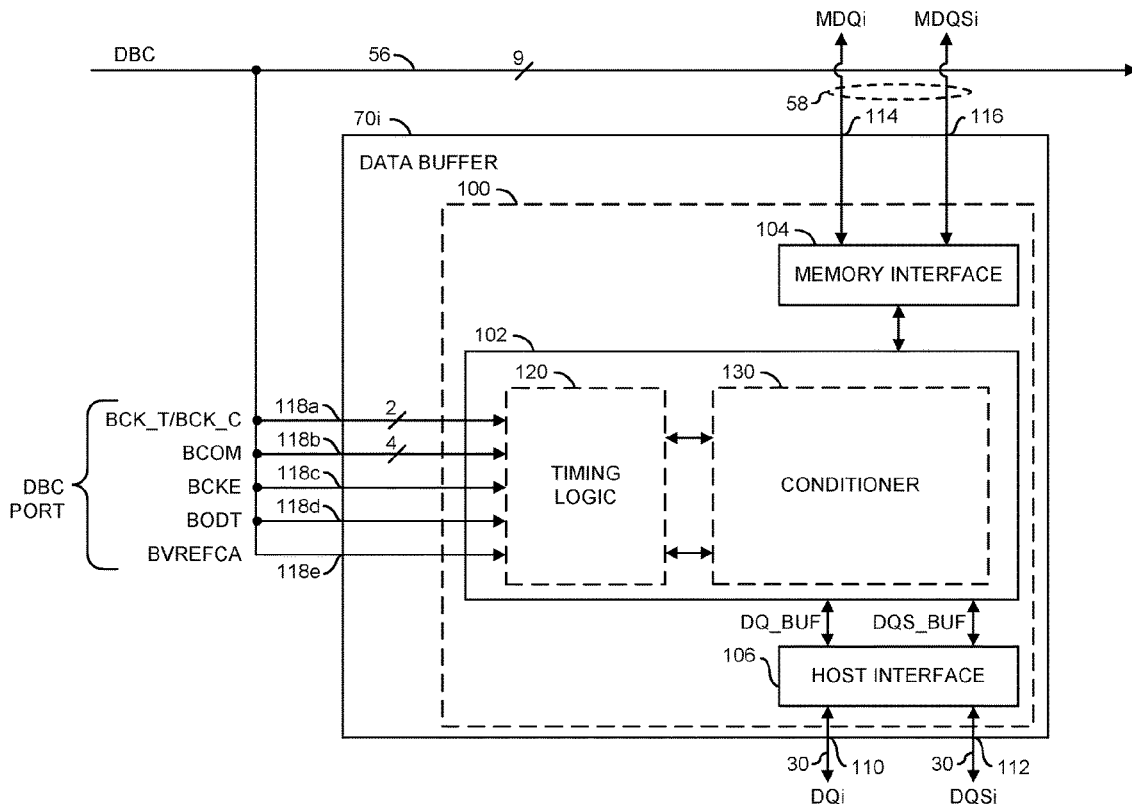 MDQi MDQSi
DBC 56 9
58
70i 114 116
DATA BUFFER
100
104
MEMORY INTERFACE
102
120 130
BCK_T/BCK_C 118a 2
BCOM 118b 4
BCKE 118c
BODT 118d
BVREFCA 118e
DBC
PORT
TIMING
LOGIC
CONDITIONER
DQ_BUF DQS_BUF
106
HOST INTERFACE
30 110 30 112
DQi DQSi